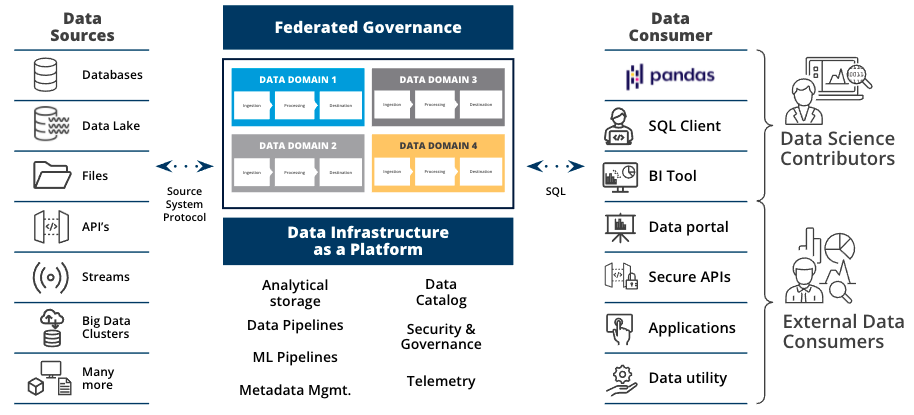 Data
Sources
Databases
Data Lake
Files
API's
Streams
Big Data
Clusters
Many
more
Source
System
Protocol
Federated Governance
DATA DOMAIN 1
Ingestion
Processing
Destination
DATA DOMAIN 3
Ingestion
Processing
Destination
DATA DOMAIN 2
Ingestion
Processing
Destination
DATA DOMAIN 4
Ingestion
Processing
Destination
Data Infrastructure
as a Platform
Analytical
storage
Data Pipelines
ML Pipelines
Metadata Mgmt.
Data
Catalog
Security &
Governance
Telemetry
SQL
Data
Consumer
pandas
SQL Client
BI Tool
Data portal
Secure APIs
Applications
Data utility
Data Science
Contributors
External Data
Consumers